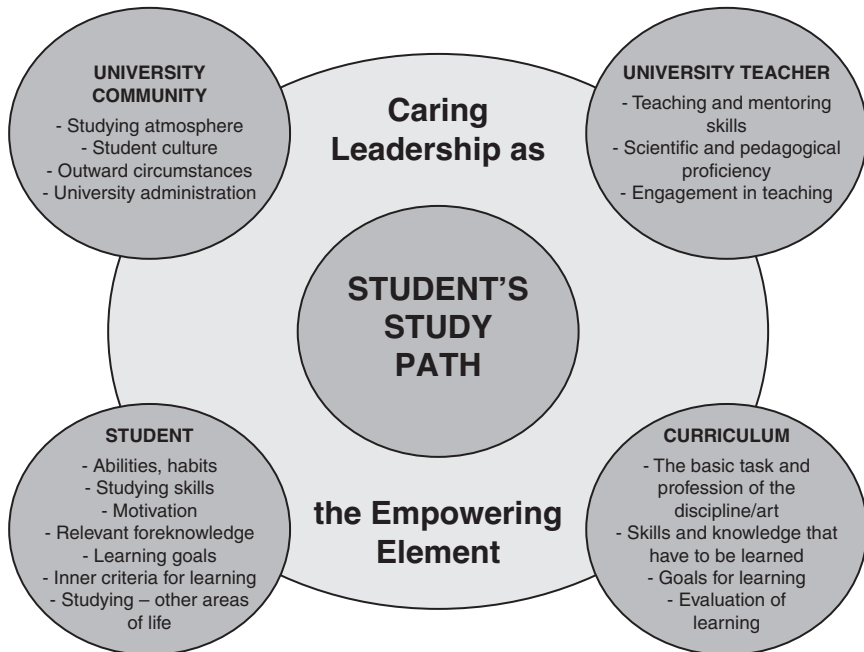 UNIVERSITY
COMMUNITY
- Studying atmosphere
- Student culture
- Outward circumstances
- University administration
Caring
Leadership as
UNIVERSITY TEACHER
- Teaching and mentoring
skills
- Scientific and pedagogical
proficiency
- Engagement in teaching
STUDENT'S
STUDY
PATH
STUDENT
- Abilities, habits
- Studying skills
- Motivation
- Relevant foreknowledge
- Learning goals
- Inner criteria for learning
- Studying – other areas
of life
the Empowering
Element
CURRICULUM
- The basic task and
profession of the
discipline/art
- Skills and knowledge that
have to be learned
- Goals for learning
- Evaluation of
learning